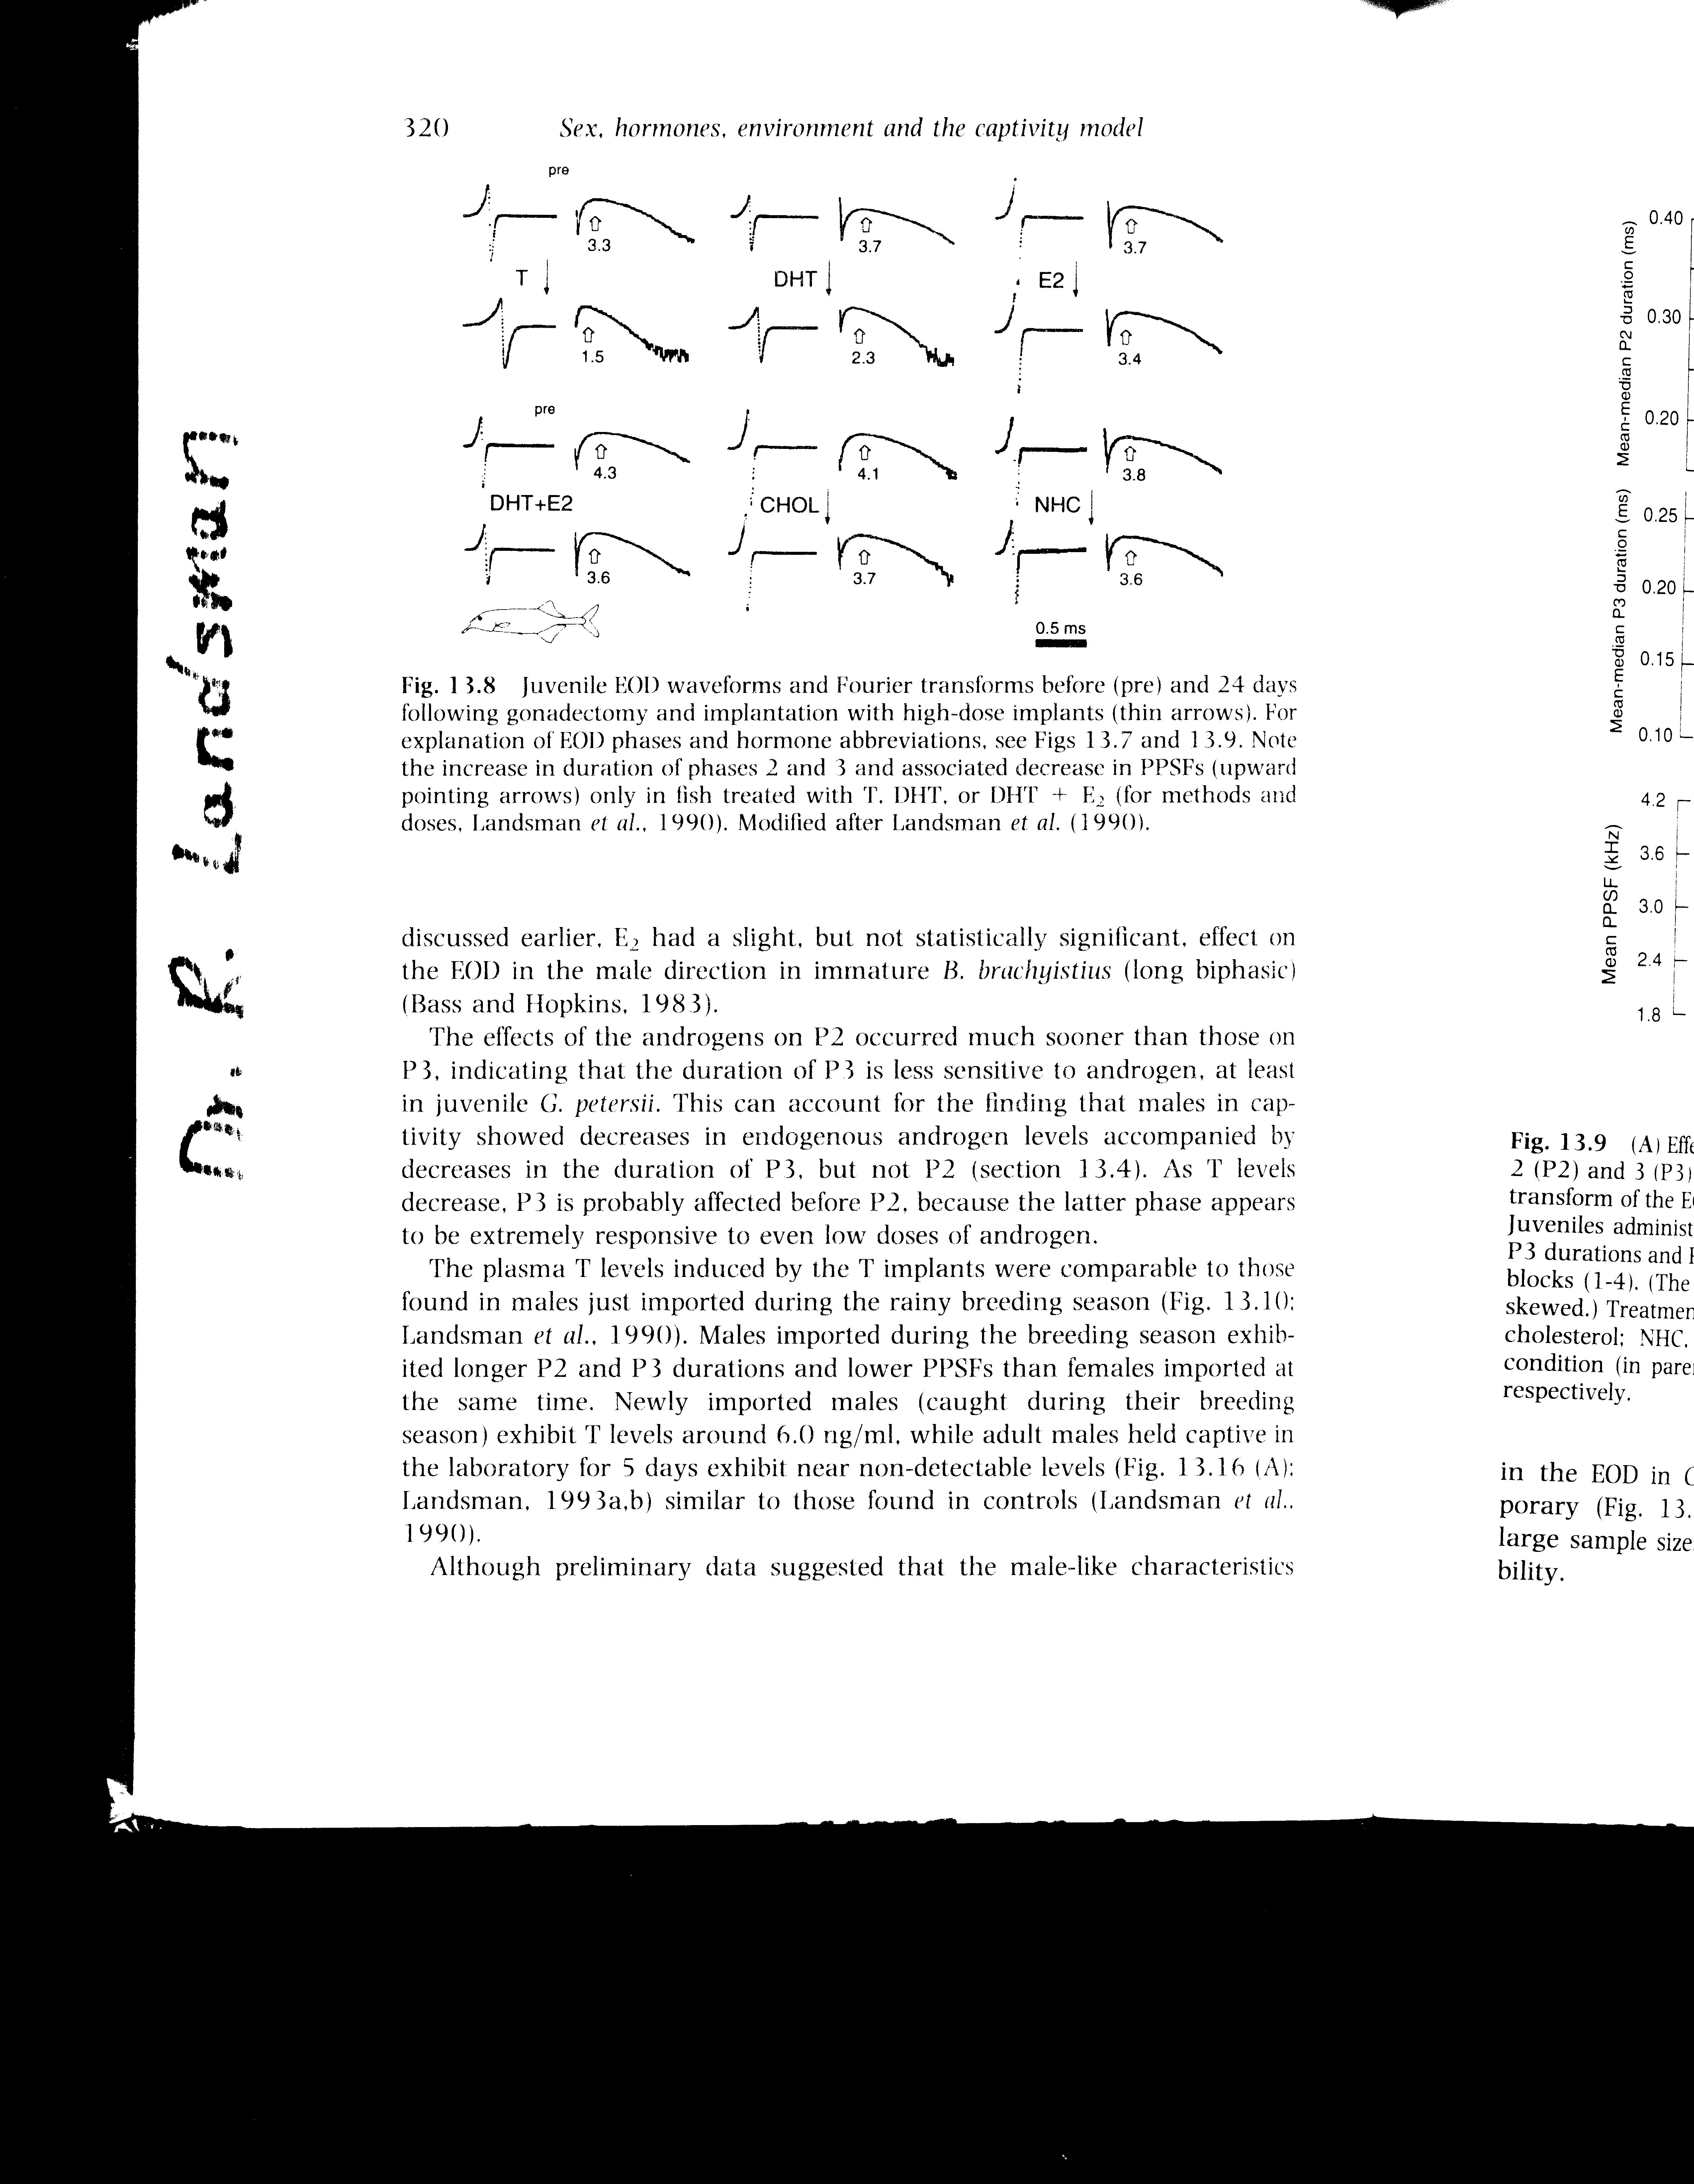 320 Sex, hormones, environment and the captivity model
pre
3.3 3.7 3.7
T DHT E2
1.5 2.3 3.4
pre
4.3 4.1 3.8
DHT+E2 CHOL NHC
3.6 3.7 3.6
0.5 ms
Fig. 13.8 Juvenile EOD waveforms and Fourier transforms before (pre) and 24 days
following gonadectomy and implantation with high-dose implants (thin arrows). For
explanation of EOD phases and hormone abbreviations, see Figs 13.7 and 13.9. Note
the increase in duration of phases 2 and 3 and associated decrease in PPSFs (upward
pointing arrows) only in fish treated with T, DHT, or DHT + E₂ (for methods and
doses, Landsman et al., 1990). Modified after Landsman et al. (1990).
discussed earlier, E₂ had a slight, but not statistically significant, effect on
the EOD in the male direction in immature B. brachyistius (long biphasic)
(Bass and Hopkins, 1983).
The effects of the androgens on P2 occurred much sooner than those on
P3, indicating that the duration of P3 is less sensitive to androgen, at least
in juvenile G. petersii. This can account for the finding that males in cap-
tivity showed decreases in endogenous androgen levels accompanied by
decreases in the duration of P3, but not P2 (section 13.4). As T levels
decrease, P3 is probably affected before P2, because the latter phase appears
to be extremely responsive to even low doses of androgen.
The plasma T levels induced by the T implants were comparable to those
found in males just imported during the rainy breeding season (Fig. 13.10;
Landsman et al., 1990). Males imported during the breeding season exhib-
ited longer P2 and P3 durations and lower PPSFs than females imported at
the same time. Newly imported males (caught during their breeding
season) exhibit T levels around 6.0 ng/ml, while adult males held captive in
the laboratory for 5 days exhibit near non-detectable levels (Fig. 13.16 (A);
Landsman, 1993a,b) similar to those found in controls (Landsman et al.,
1990).
Although preliminary data suggested that the male-like characteristics
Dr. R. Landsman
Mean-median P2 duration (ms)
0.40
0.30
0.20
Mean-median P3 duration (ms)
0.25
0.20
0.15
0.10
Mean PPSF (kHz)
4.2
3.6
3.0
2.4
1.8
Fig. 13.9 (A) Effe
2 (P2) and 3 (P3)
transform of the E
Juveniles administ
P3 durations and
blocks (1-4). (The
skewed.) Treatmen
cholesterol; NHC,
condition (in pare
respectively.
in the EOD in
porary (Fig. 13.
large sample size
bility.